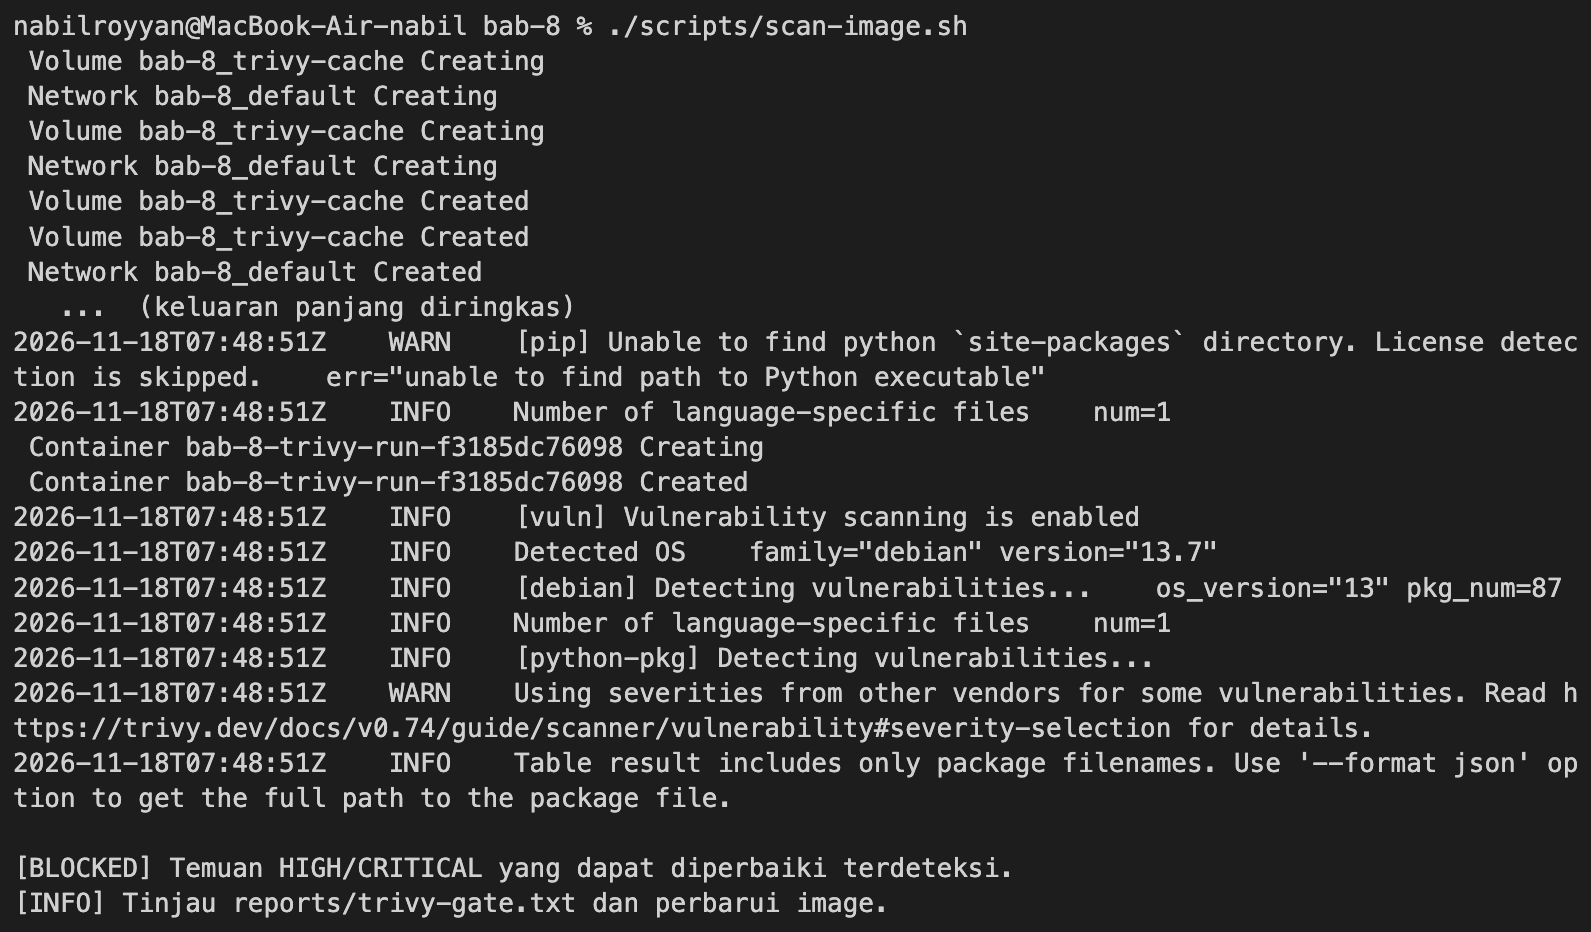 nabilroyyan@MacBook-Air-nabil bab-8 % ./scripts/scan-image.sh
 Volume bab-8_trivy-cache Creating
 Network bab-8_default Creating
 Volume bab-8_trivy-cache Creating
 Network bab-8_default Creating
 Volume bab-8_trivy-cache Created
 Volume bab-8_trivy-cache Created
 Network bab-8_default Created
   ...  (keluaran panjang diringkas)
2026-11-18T07:48:51Z    WARN    [pip] Unable to find python `site-packages` directory. License detec
tion is skipped.    err="unable to find path to Python executable"
2026-11-18T07:48:51Z    INFO    Number of language-specific files    num=1
 Container bab-8-trivy-run-f3185dc76098 Creating
 Container bab-8-trivy-run-f3185dc76098 Created
2026-11-18T07:48:51Z    INFO    [vuln] Vulnerability scanning is enabled
2026-11-18T07:48:51Z    INFO    Detected OS    family="debian" version="13.7"
2026-11-18T07:48:51Z    INFO    [debian] Detecting vulnerabilities...    os_version="13" pkg_num=87
2026-11-18T07:48:51Z    INFO    Number of language-specific files    num=1
2026-11-18T07:48:51Z    INFO    [python-pkg] Detecting vulnerabilities...
2026-11-18T07:48:51Z    WARN    Using severities from other vendors for some vulnerabilities. Read h
ttps://trivy.dev/docs/v0.74/guide/scanner/vulnerability#severity-selection for details.
2026-11-18T07:48:51Z    INFO    Table result includes only package filenames. Use '--format json' op
tion to get the full path to the package file.

[BLOCKED] Temuan HIGH/CRITICAL yang dapat diperbaiki terdeteksi.
[INFO] Tinjau reports/trivy-gate.txt dan perbarui image.